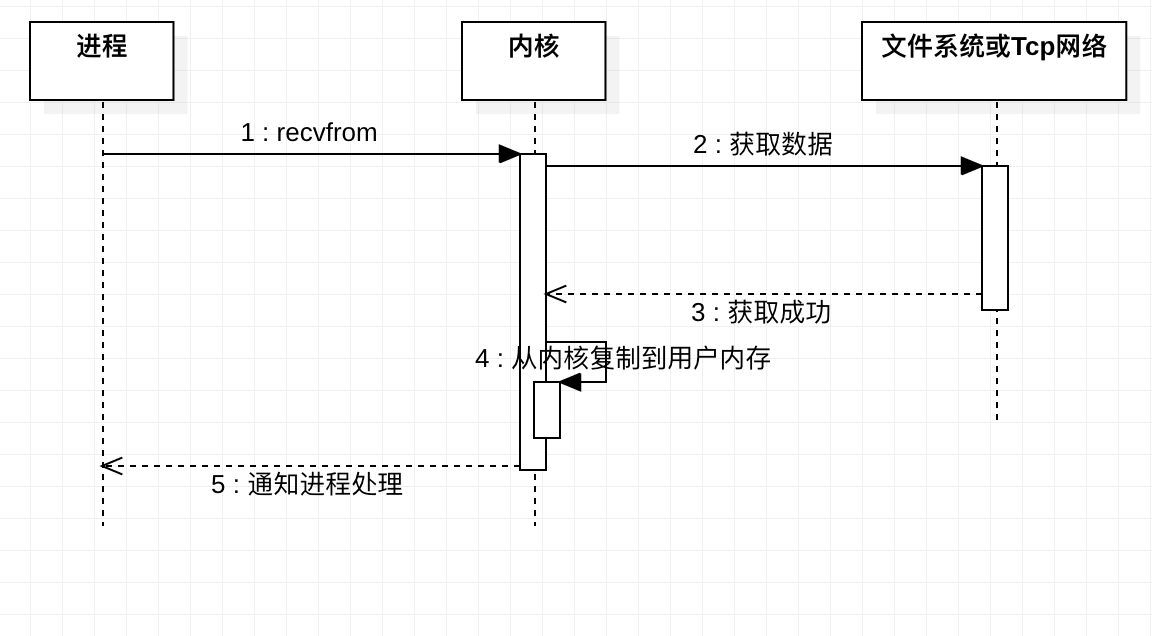 进程
内核
文件系统或Tcp网络
1 : recvfrom
2 : 获取数据
3 : 获取成功
4 : 从内核复制到用户内存
5 : 通知进程处理